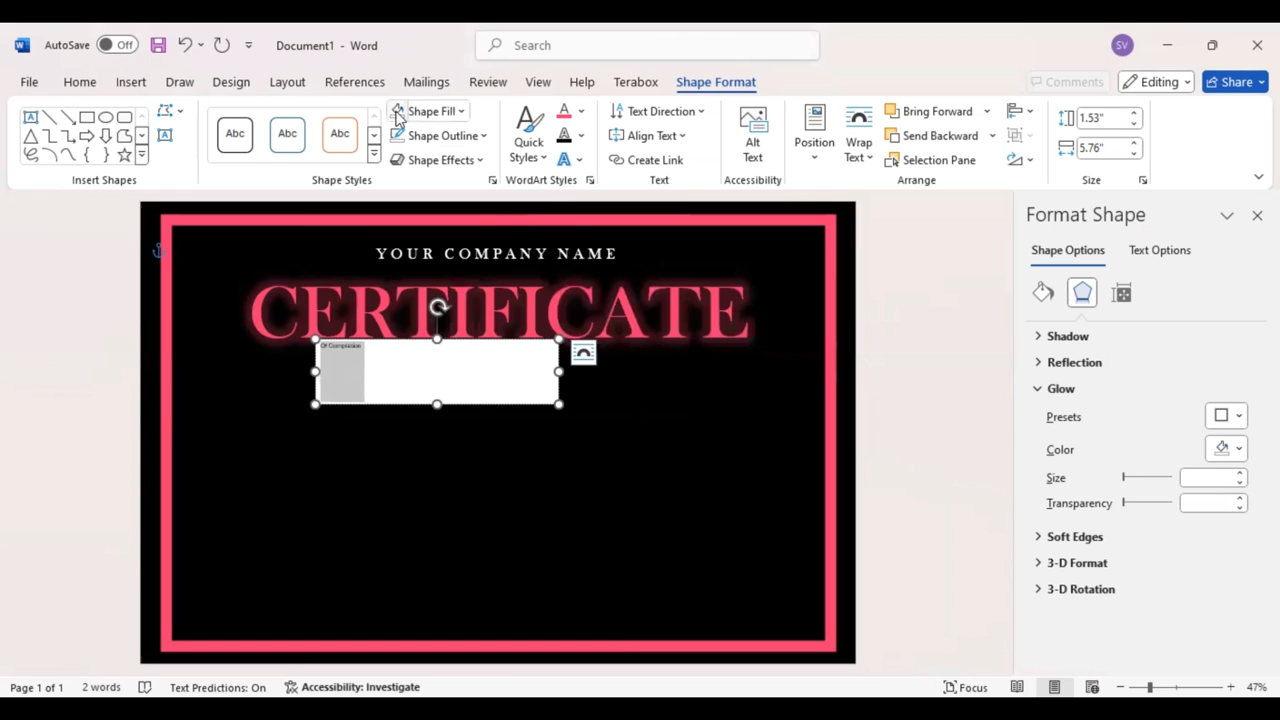 AutoSave Off Document1 - Word Search SV
File Home Insert Draw Design Layout References Mailings Review View Help Terabox Shape Format Comments Editing Share
Abc Abc Abc
Shape Fill
Shape Outline
Shape Effects
Quick
Styles
A
A
A
Text Direction
Align Text
Create Link
Alt
Text
Position
Wrap
Text
Bring Forward
Send Backward
Selection Pane
1.53"
5.76"
Insert Shapes Shape Styles WordArt Styles Text Accessibility Arrange Size
YOUR COMPANY NAME
CERTIFICATE
Of Completion
Format Shape
Shape Options Text Options
Shadow
Reflection
Glow
Presets
Color
Size
Transparency
Soft Edges
3-D Format
3-D Rotation
Page 1 of 1 2 words Text Predictions: On Accessibility: Investigate Focus 47%